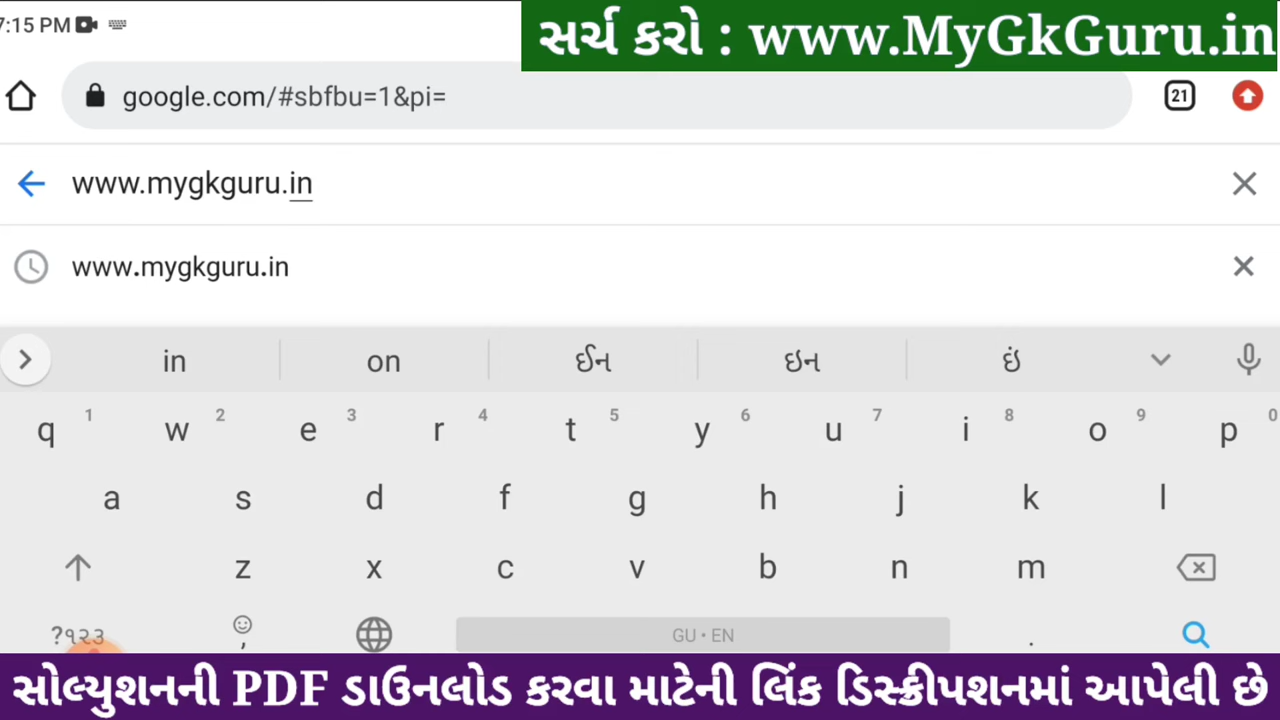 7:15 PM
સર્ચ કરો : www.MyGkGuru.in
google.com/#sbfbu=1&pi=
21
www.mygkguru.in
www.mygkguru.in
in on ઈન ઇન ઇં
q 1 w 2 e 3 r 4 t 5 y 6 u 7 i 8 o 9 p 0
a s d f g h j k l
z x c v b n m
?૧૨૩ , GU • EN .
સોલ્યુશનની PDF ડાઉનલોડ કરવા માટેની લિંક ડિસ્ક્રીપશનમાં આપેલી છે